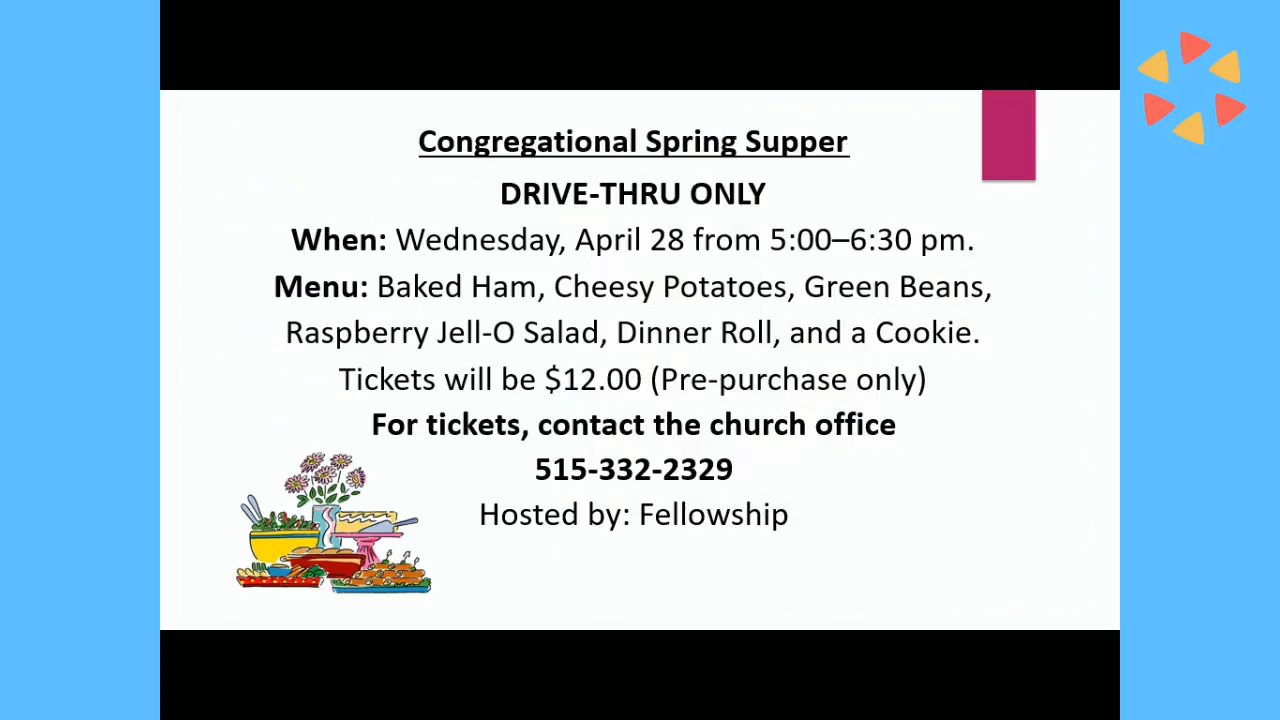 Congregational Spring Supper
DRIVE-THRU ONLY
When: Wednesday, April 28 from 5:00–6:30 pm.
Menu: Baked Ham, Cheesy Potatoes, Green Beans,
Raspberry Jell-O Salad, Dinner Roll, and a Cookie.
Tickets will be $12.00 (Pre-purchase only)
For tickets, contact the church office
515-332-2329
Hosted by: Fellowship